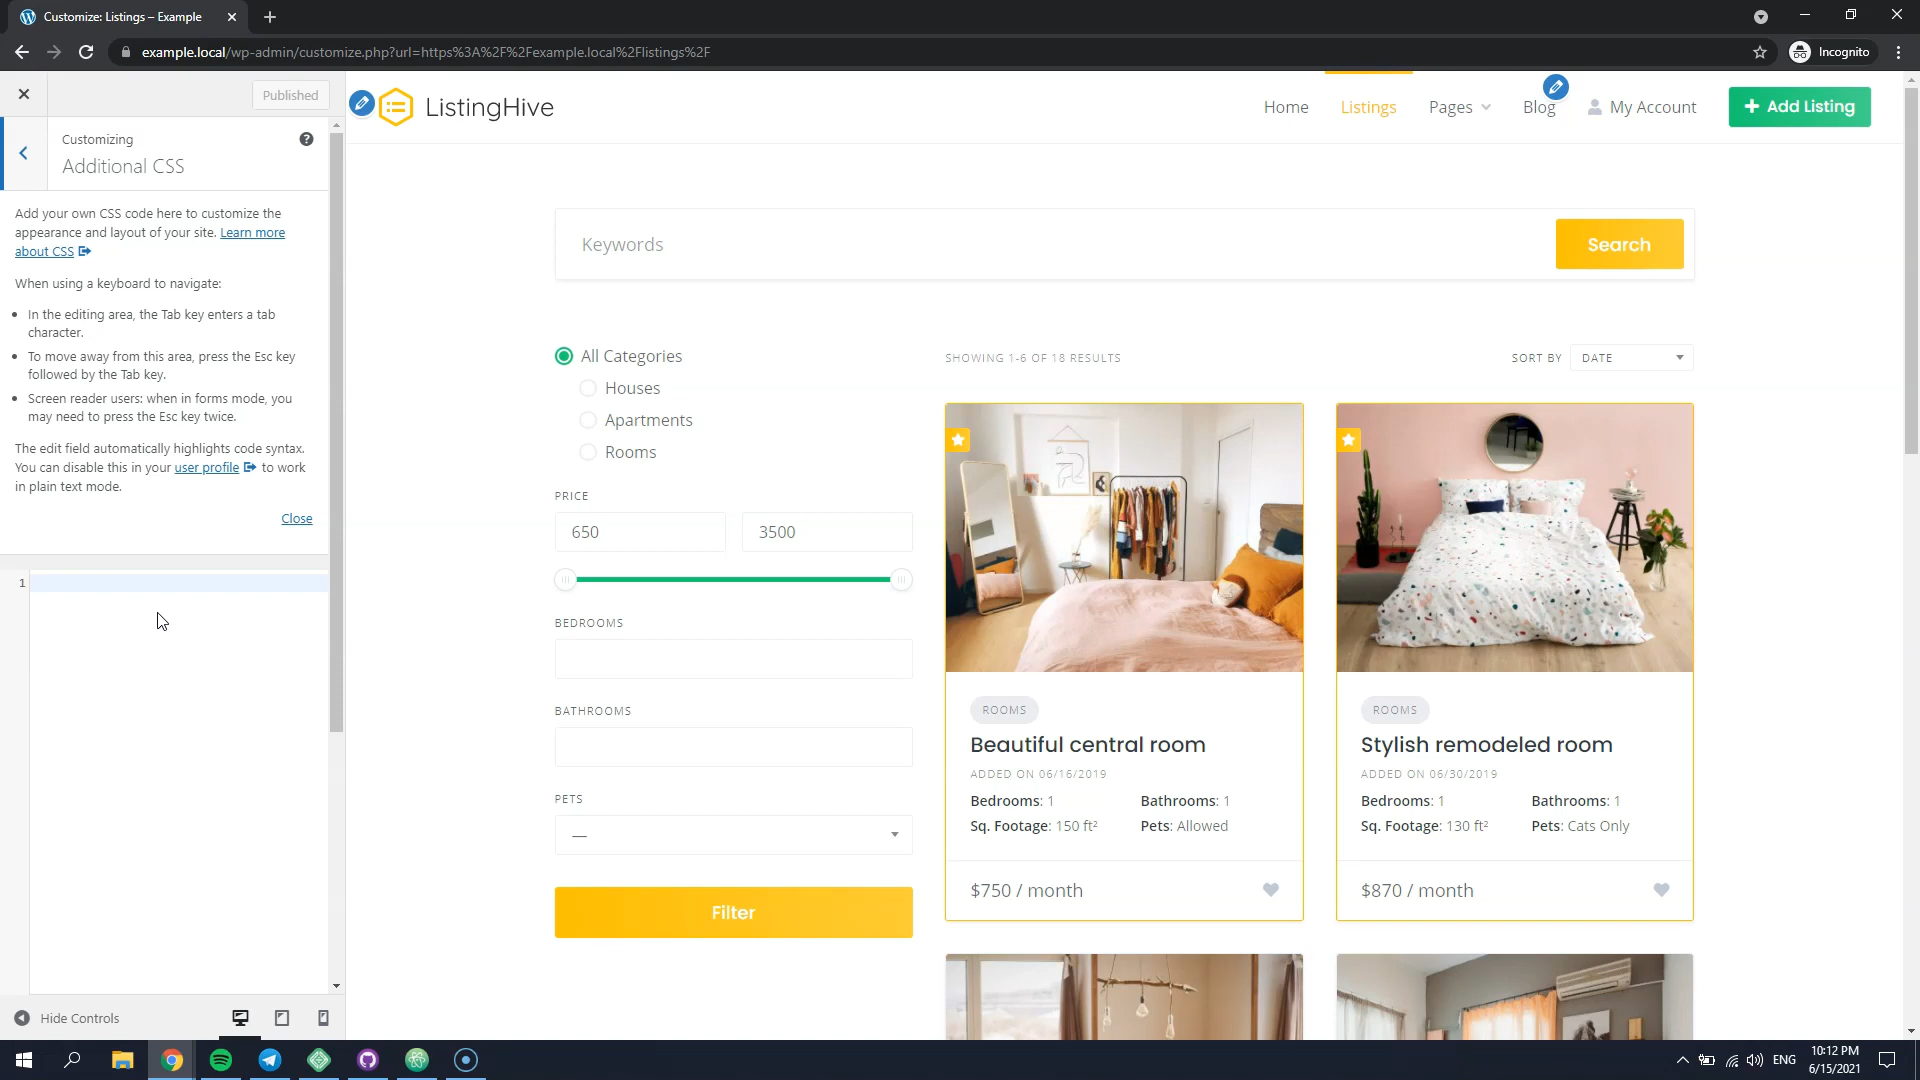 Customize: Listings – Example
example.local/wp-admin/customize.php?url=https%3A%2F%2Fexample.local%2Flistings%2F
Incognito
Published
Customizing
Additional CSS
Add your own CSS code here to customize the
appearance and layout of your site. Learn more
about CSS
When using a keyboard to navigate:
In the editing area, the Tab key enters a tab
character.
To move away from this area, press the Esc key
followed by the Tab key.
Screen reader users: when in forms mode, you
may need to press the Esc key twice.
The edit field automatically highlights code syntax.
You can disable this in your user profile to work
in plain text mode.
Close
1
Hide Controls
ListingHive
Home
Listings
Pages
Blog
My Account
+ Add Listing
Keywords
Search
All Categories
Houses
Apartments
Rooms
PRICE
650
3500
BEDROOMS
BATHROOMS
PETS
—
Filter
SHOWING 1-6 OF 18 RESULTS
SORT BY
DATE
ROOMS
Beautiful central room
ADDED ON 06/16/2019
Bedrooms: 1
Bathrooms: 1
Sq. Footage: 150 ft²
Pets: Allowed
$750 / month
ROOMS
Stylish remodeled room
ADDED ON 06/30/2019
Bedrooms: 1
Bathrooms: 1
Sq. Footage: 130 ft²
Pets: Cats Only
$870 / month
ENG
10:12 PM
6/15/2021